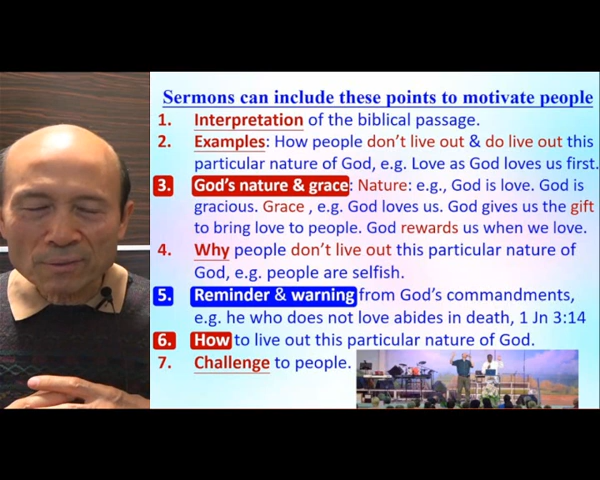 Sermons can include these points to motivate people
1. Interpretation of the biblical passage.
2. Examples: How people don't live out & do live out this
particular nature of God, e.g. Love as God loves us first.
3. God's nature & grace: Nature: e.g., God is love. God is
gracious. Grace , e.g. God loves us. God gives us the gift
to bring love to people. God rewards us when we love.
4. Why people don't live out this particular nature of
God, e.g. people are selfish.
5. Reminder & warning from God's commandments,
e.g. he who does not love abides in death, 1 Jn 3:14
6. How to live out this particular nature of God.
7. Challenge to people.